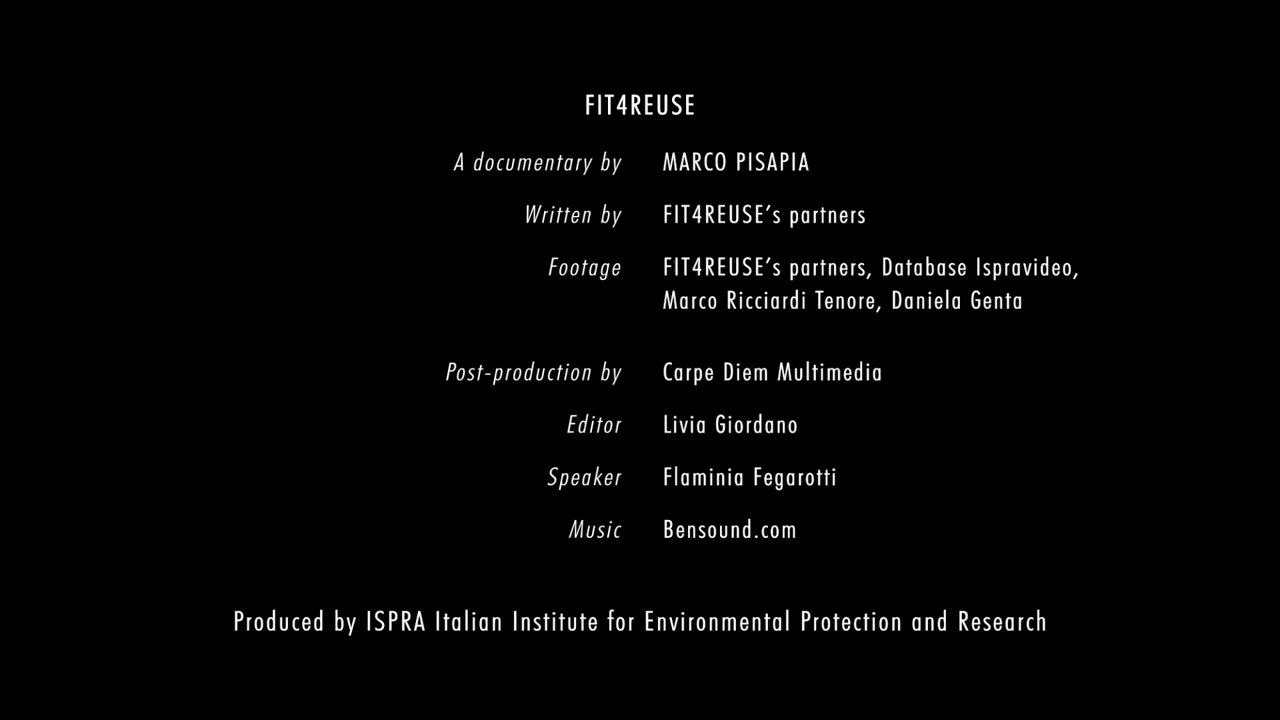 FIT4REUSE
A documentary by MARCO PISAPIA
Written by FIT4REUSE’s partners
Footage FIT4REUSE’s partners, Database Ispravideo,
Marco Ricciardi Tenore, Daniela Genta
Post-production by Carpe Diem Multimedia
Editor Livia Giordano
Speaker Flaminia Fegarotti
Music Bensound.com
Produced by ISPRA Italian Institute for Environmental Protection and Research